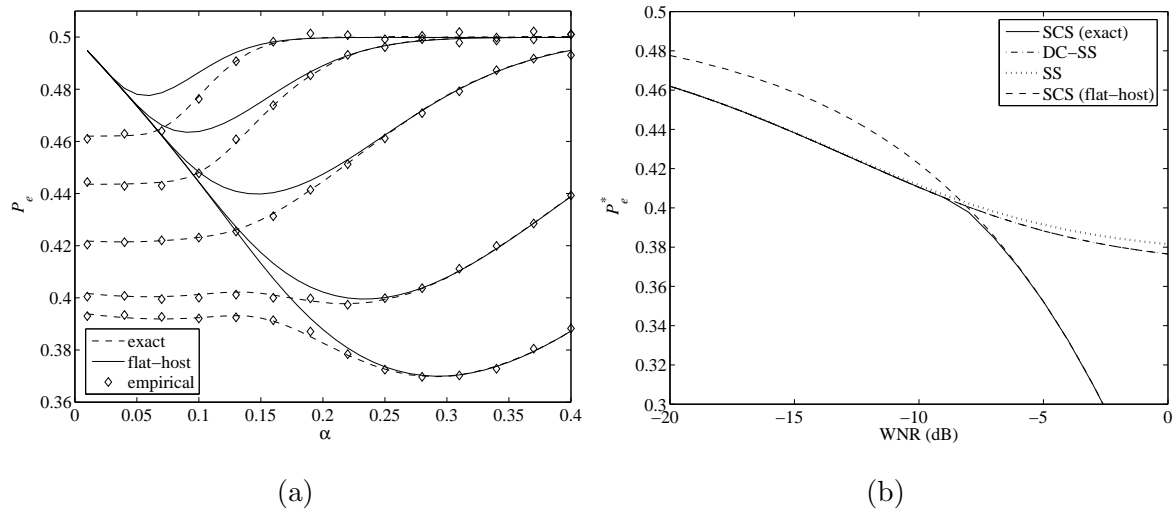 0.5
0.48
0.46
0.44
0.42
0.4
0.38
0.36
P_e
0 0.05 0.1 0.15 0.2 0.25 0.3 0.35 0.4
α
exact
flat−host
empirical
(a)
0.5
0.48
0.46
0.44
0.42
0.4
0.38
0.36
0.34
0.32
0.3
P_e^*
−20 −15 −10 −5 0
WNR (dB)
SCS (exact)
DC−SS
SS
SCS (flat−host)
(b)